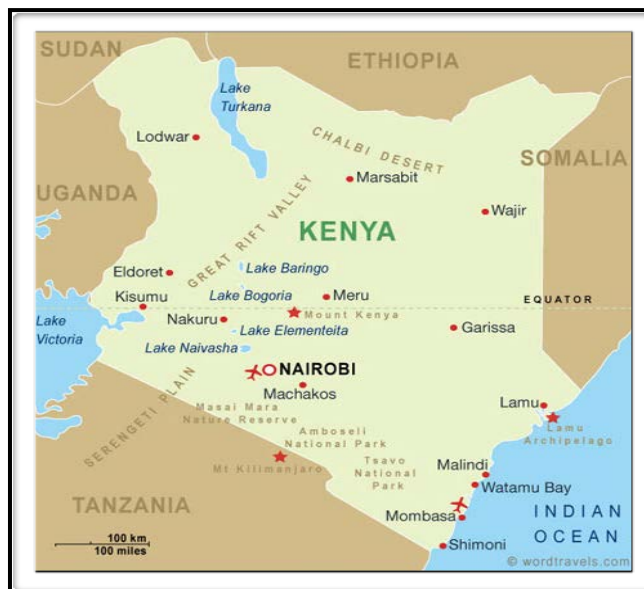 SUDAN
ETHIOPIA
Lake
Turkana
Lodwar
CHALBI DESERT
SOMALIA
Marsabit
UGANDA
GREAT RIFT VALLEY
Wajir
KENYA
Eldoret
Lake Baringo
Kisumu
Lake Bogoria
Meru
EQUATOR
Lake
Victoria
Nakuru
Mount Kenya
Lake Elementeita
Garissa
Lake Naivasha
NAIROBI
Machakos
SERENGETI PLAIN
Masai Mara
Nature Reserve
Lamu
Lamu
Archipelago
Amboseli
National Park
Mt Kilimanjaro
Tsavo
National
Park
Malindi
Watamu Bay
TANZANIA
Mombasa
INDIAN
OCEAN
100 km
100 miles
Shimoni
© wordtravels.com